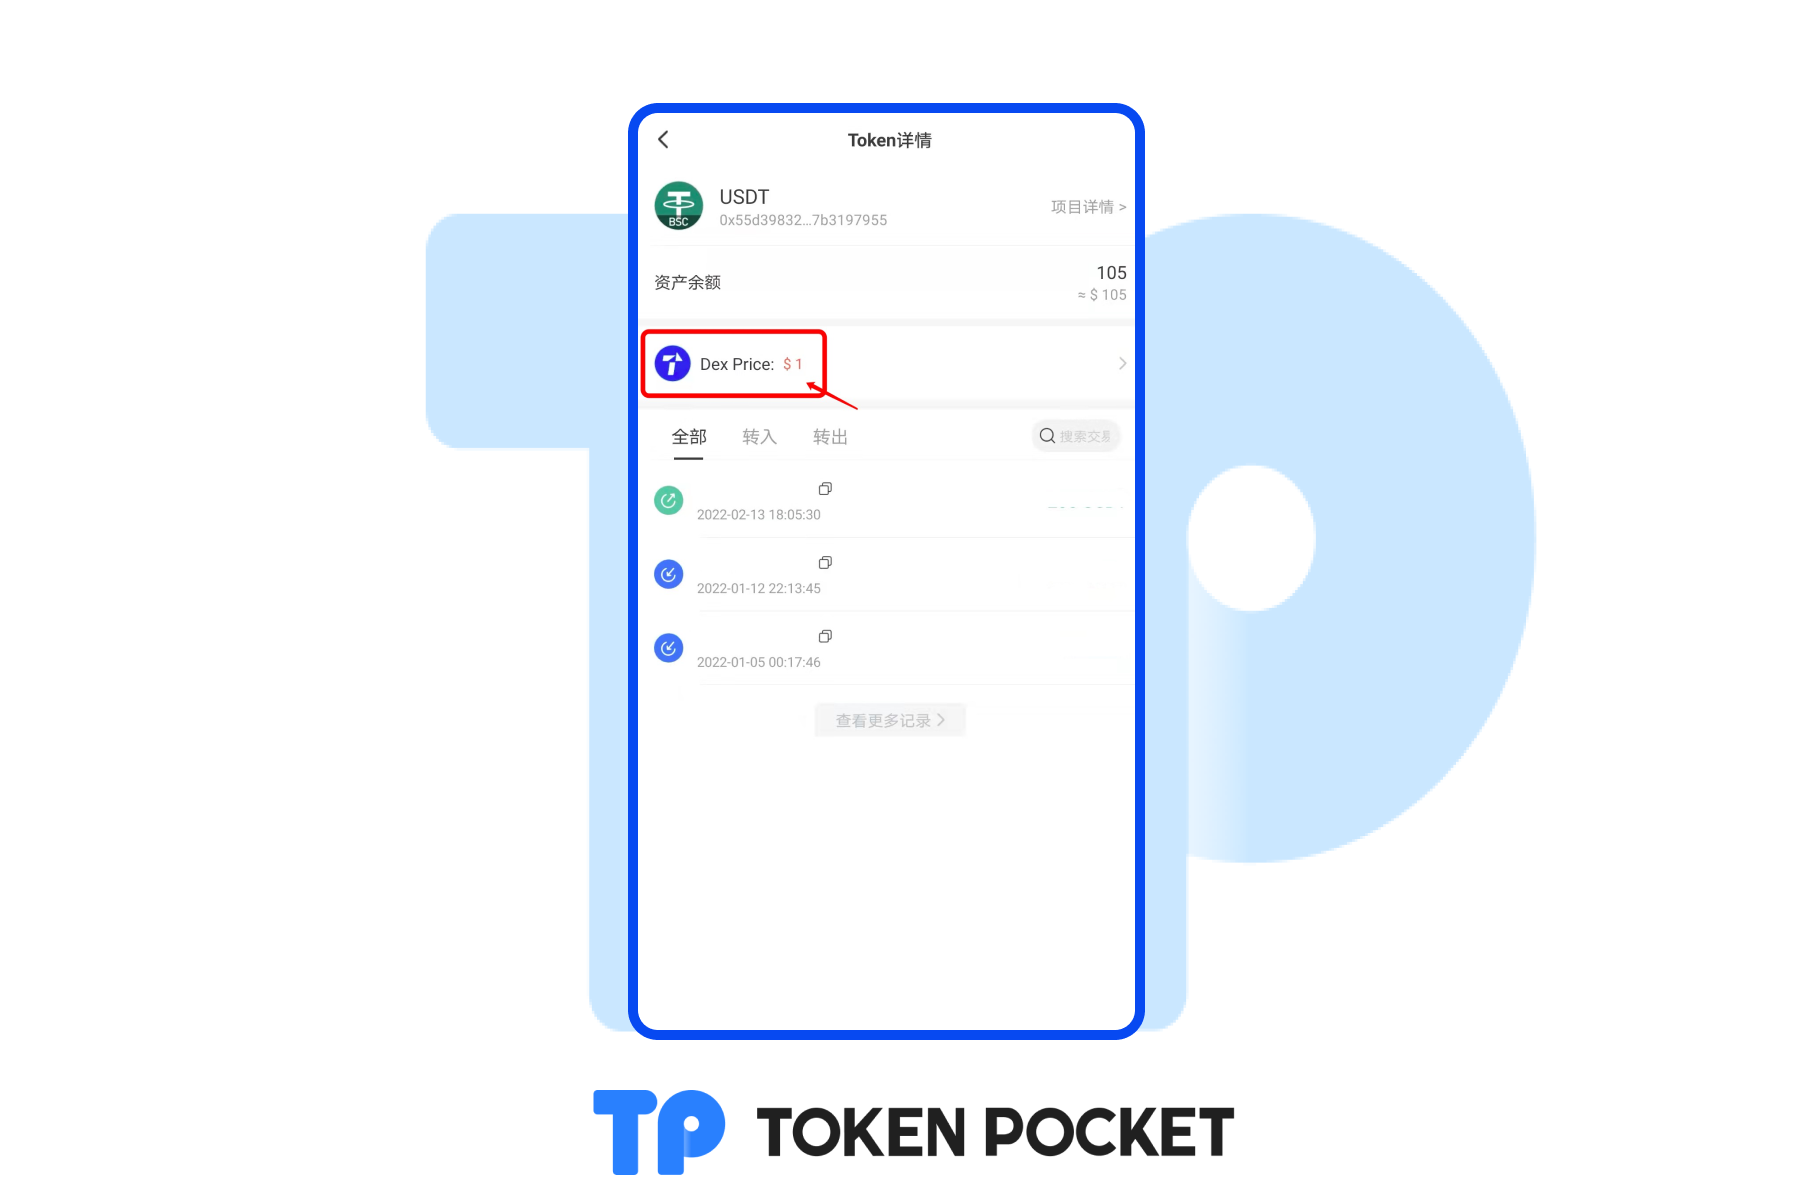 Token详情
USDT
BSC
0x55d39832...7b3197955
项目详情 >
资产余额
105
≈ $ 105
Dex Price: $ 1
全部 转入 转出 搜索交易
2022-02-13 18:05:30
2022-01-12 22:13:45
2022-01-05 00:17:46
查看更多记录 >
TP TOKEN POCKET